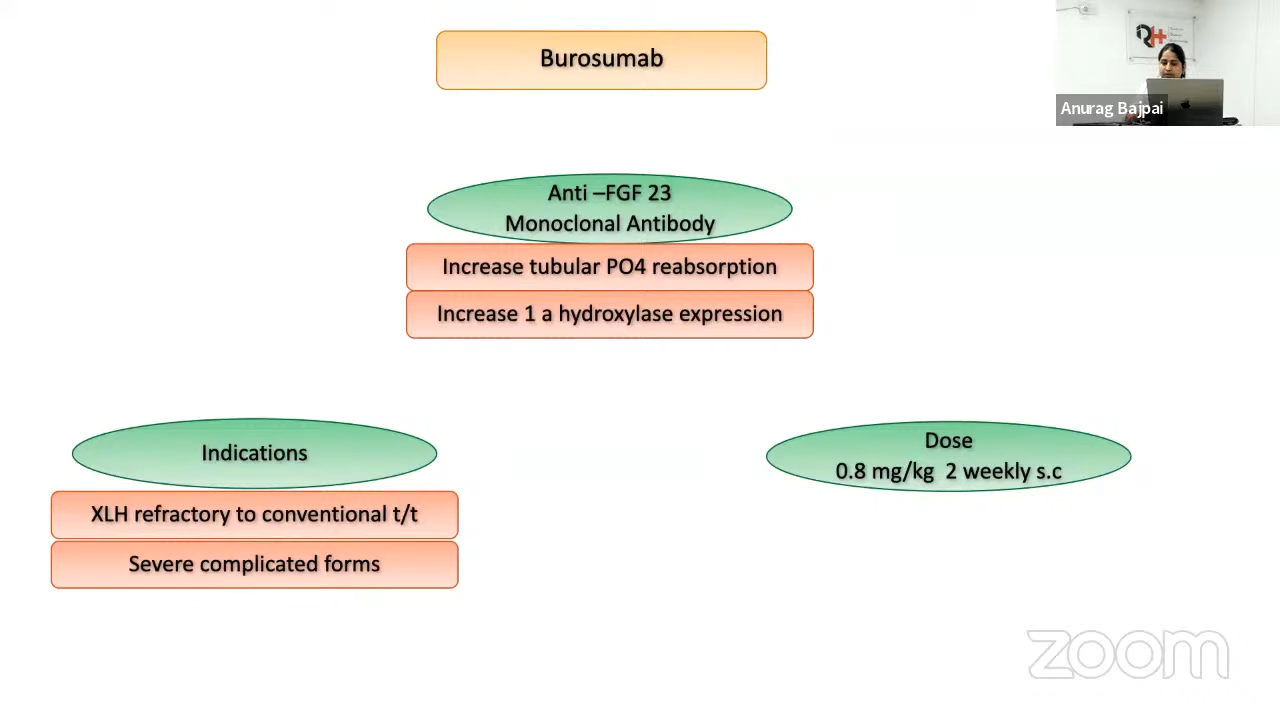 Burosumab
Anurag Bajpai
Anti –FGF 23
Monoclonal Antibody
Increase tubular PO4 reabsorption
Increase 1 a hydroxylase expression
Indications
XLH refractory to conventional t/t
Severe complicated forms
Dose
0.8 mg/kg 2 weekly s.c
zoom